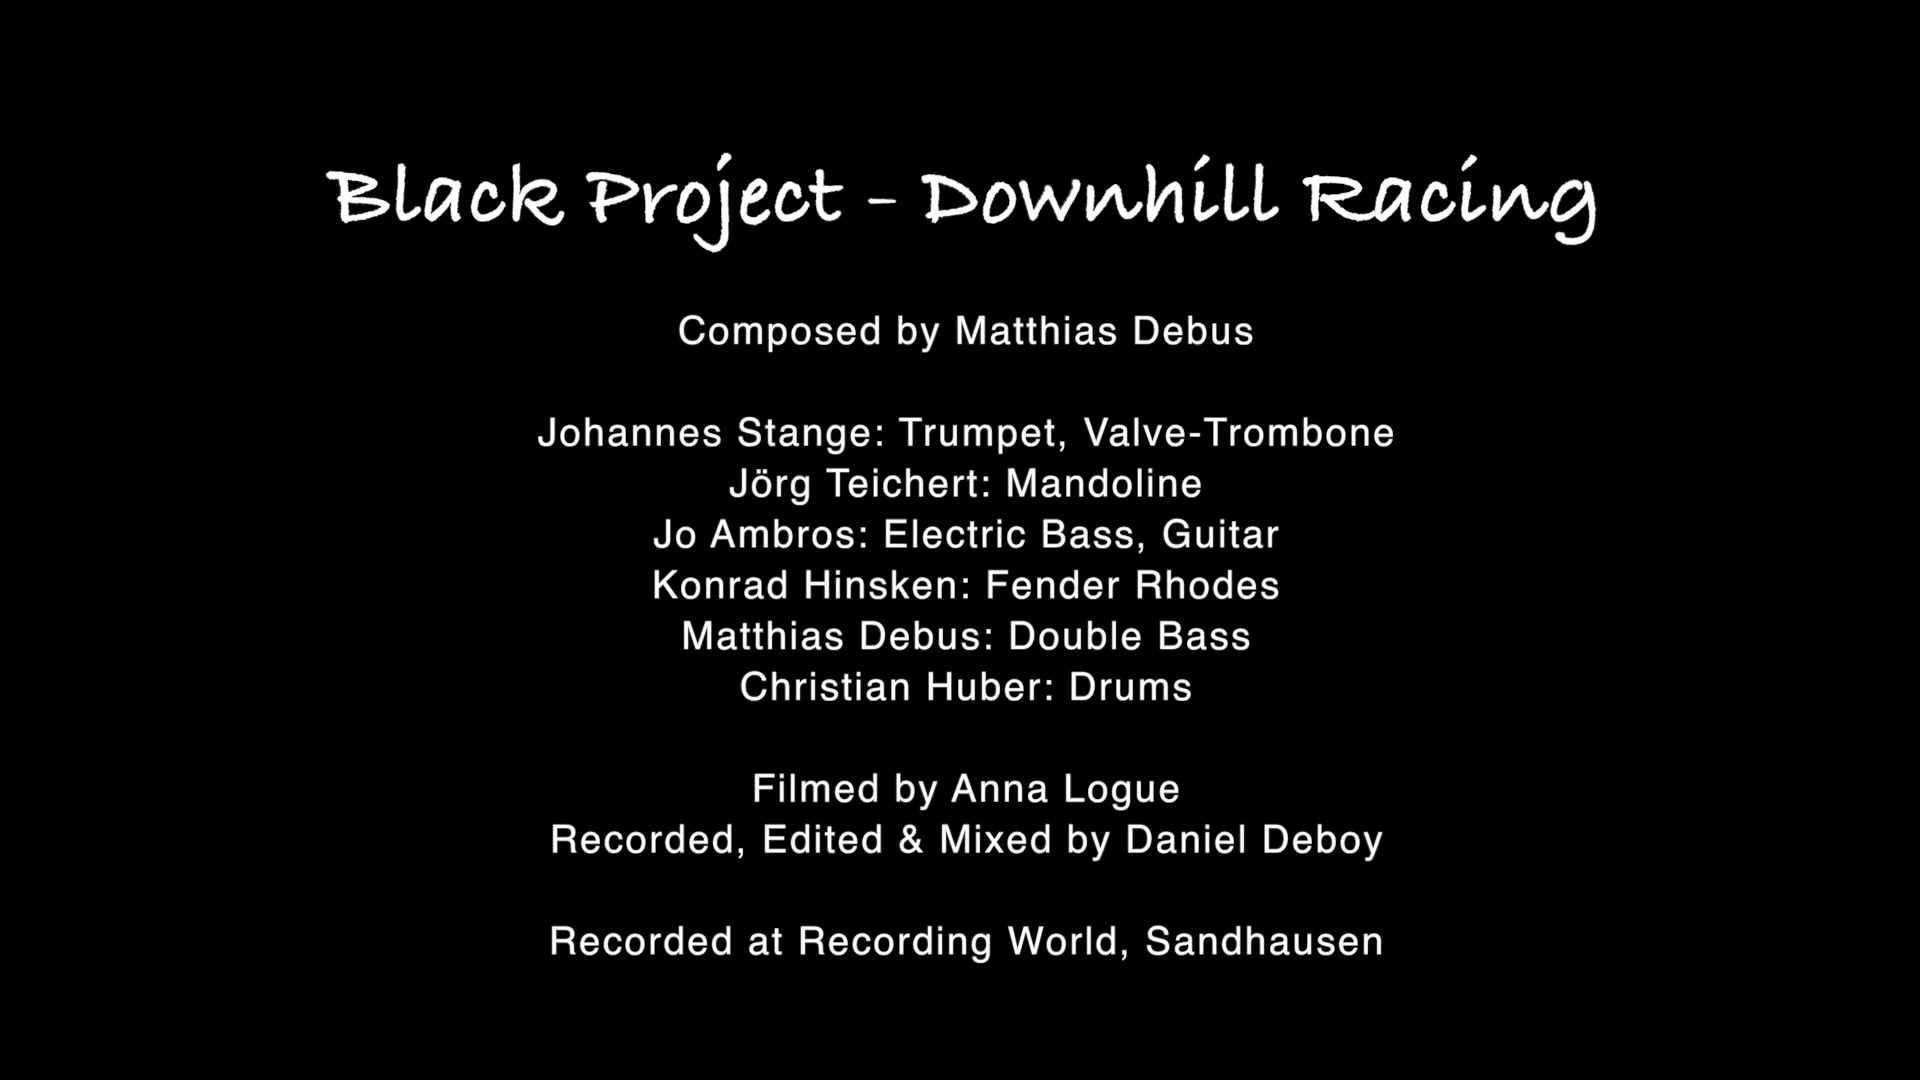 Black Project - Downhill Racing
Composed by Matthias Debus
Johannes Stange: Trumpet, Valve-Trombone
Jörg Teichert: Mandoline
Jo Ambros: Electric Bass, Guitar
Konrad Hinsken: Fender Rhodes
Matthias Debus: Double Bass
Christian Huber: Drums
Filmed by Anna Logue
Recorded, Edited & Mixed by Daniel Deboy
Recorded at Recording World, Sandhausen